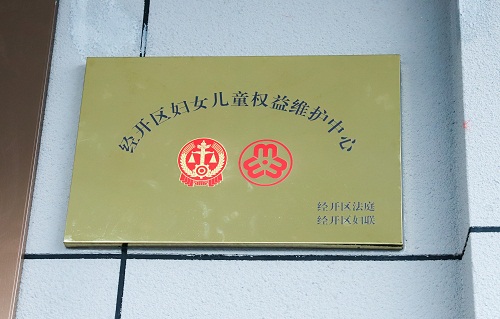 经开区妇女儿童权益维护中心
经开区法庭
经开区妇联